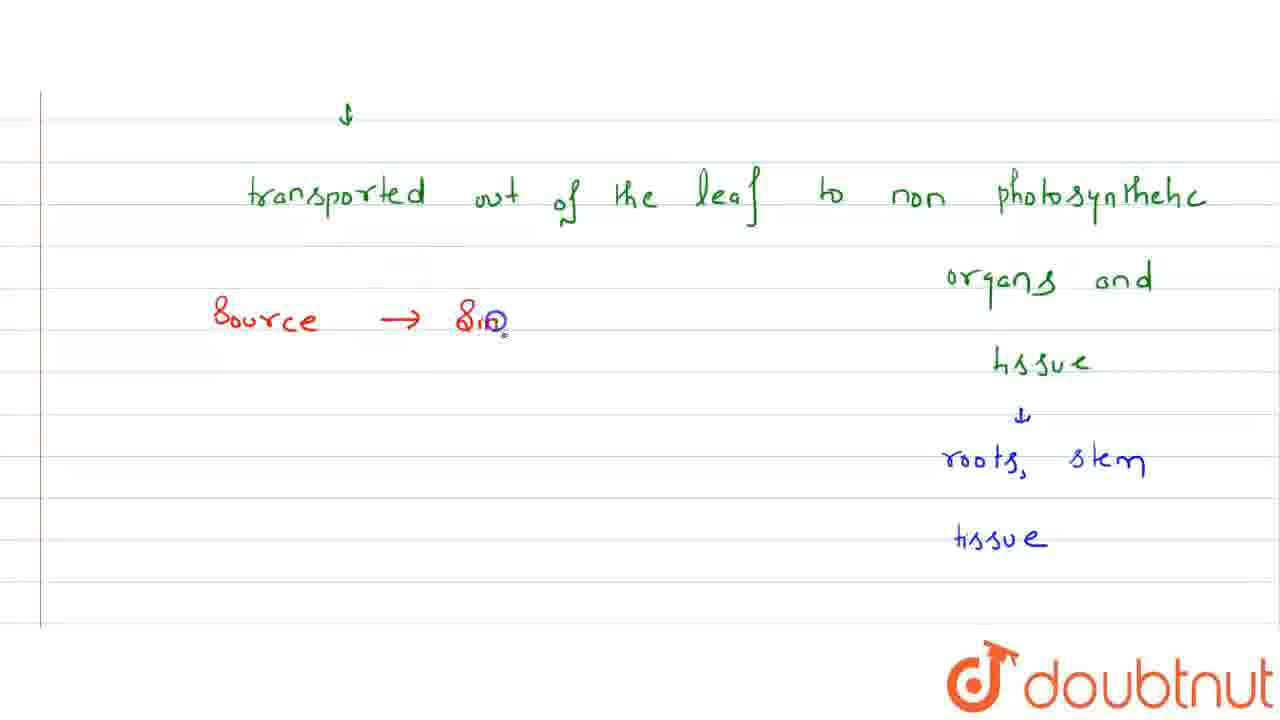 ↓
transported out of the leaf to non photosynthetic
organs and
Source → Sin
tissue
↓
roots, stem
tissue
doubtnut